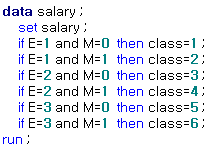 data salary ;
set salary ;
if E=1 and M=0 then class=1 ;
if E=1 and M=1 then class=2 ;
if E=2 and M=0 then class=3 ;
if E=2 and M=1 then class=4 ;
if E=3 and M=0 then class=5 ;
if E=3 and M=1 then class=6 ;
run ;